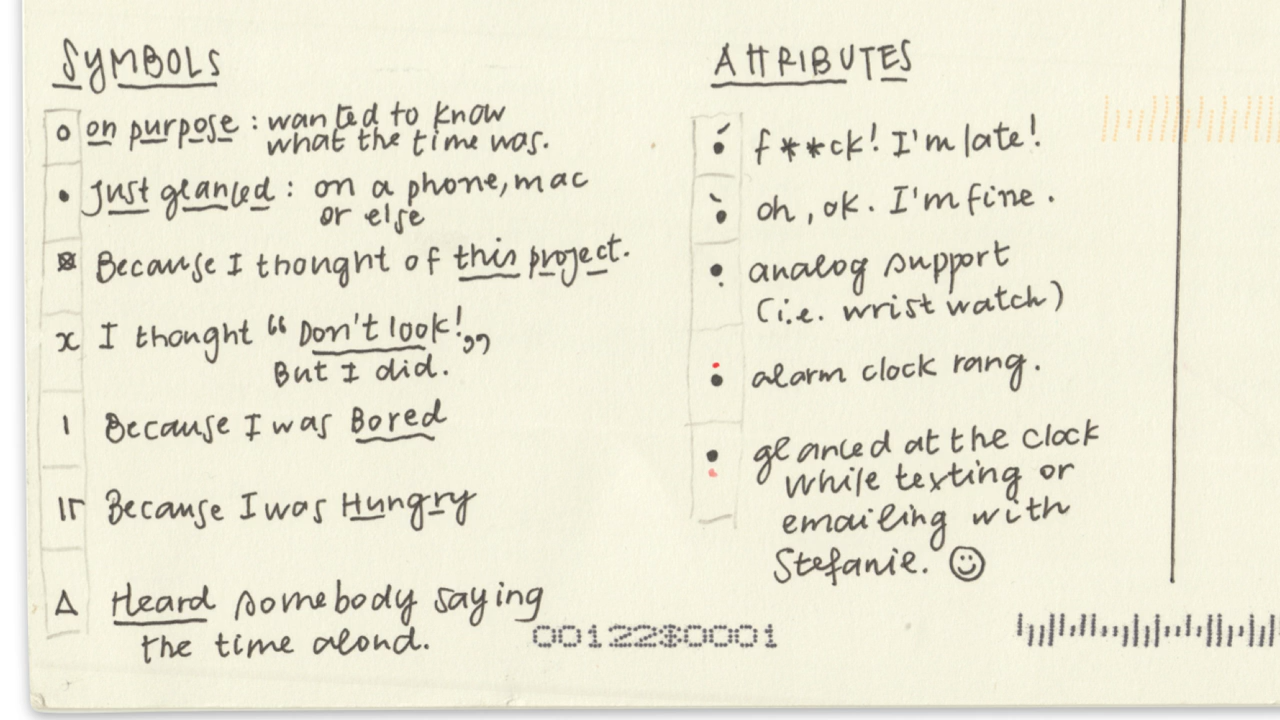 SYMBOLS
on purpose : wanted to know
what the time was.
Just glanced : on a phone, mac
or else
Because I thought of this project.
x I thought “Don't look!„
But I did.
Because I was Bored
Because I was Hungry
Heard somebody saying
the time aloud.
ATTRIBUTES
f**ck! I'm late!
oh, ok. I'm fine.
analog support
(i.e. wrist watch)
alarm clock rang.
glanced at the clock
while texting or
emailing with
Stefanie. ☺
00122$0001